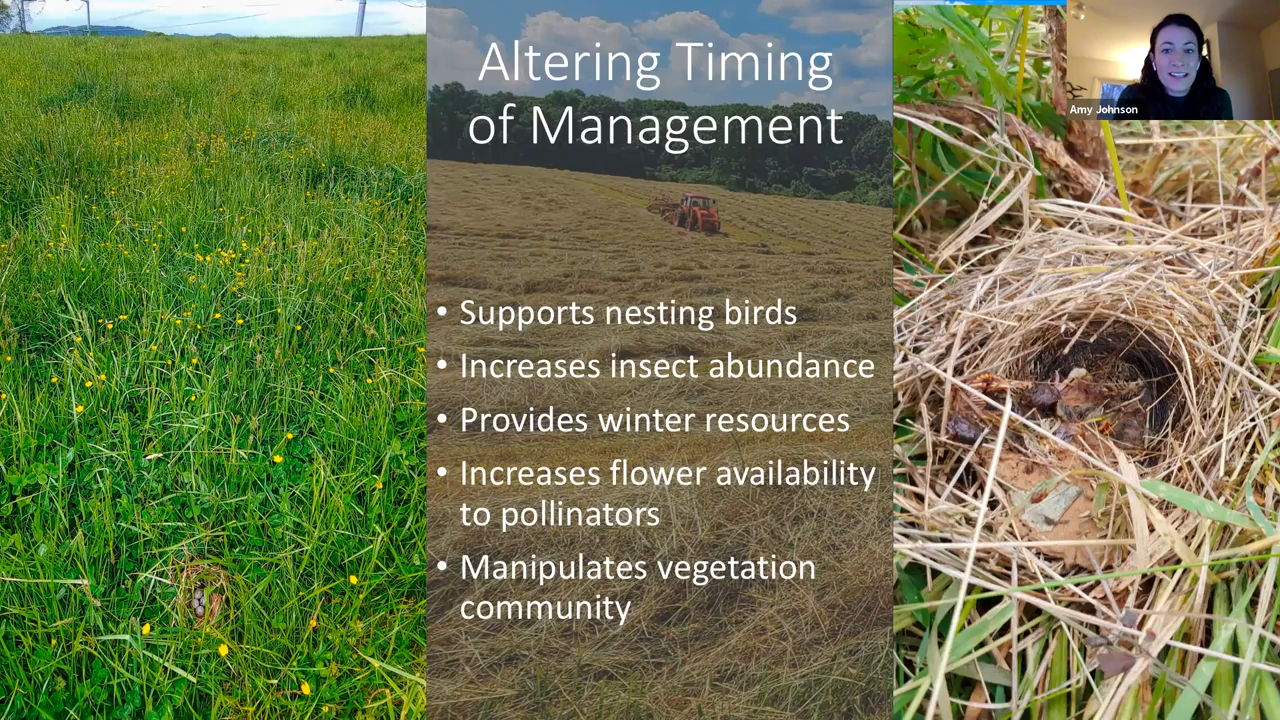 Altering Timing
of Management
• Supports nesting birds
• Increases insect abundance
• Provides winter resources
• Increases flower availability
to pollinators
• Manipulates vegetation
community
Amy Johnson